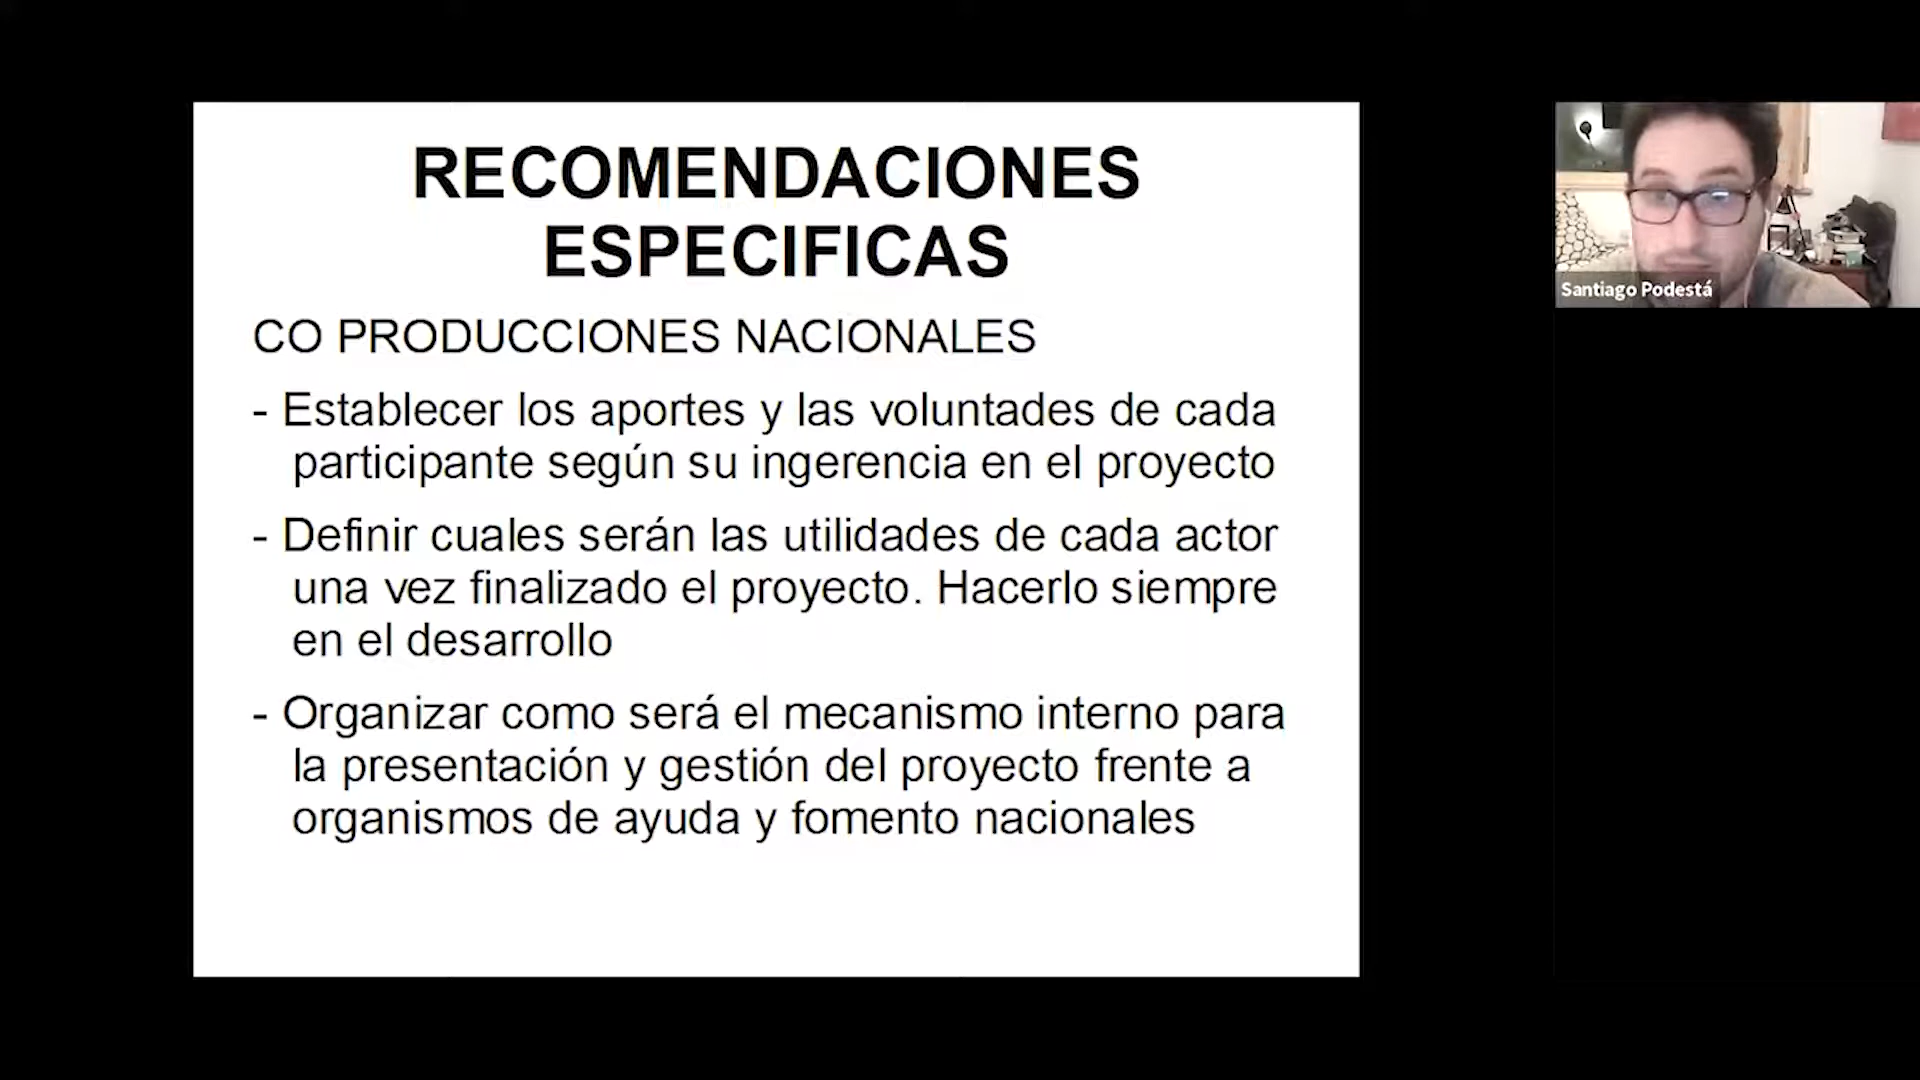 RECOMENDACIONES
ESPECIFICAS
CO PRODUCCIONES NACIONALES
- Establecer los aportes y las voluntades de cada
participante según su ingerencia en el proyecto
- Definir cuales serán las utilidades de cada actor
una vez finalizado el proyecto. Hacerlo siempre
en el desarrollo
- Organizar como será el mecanismo interno para
la presentación y gestión del proyecto frente a
organismos de ayuda y fomento nacionales
Santiago Podestá